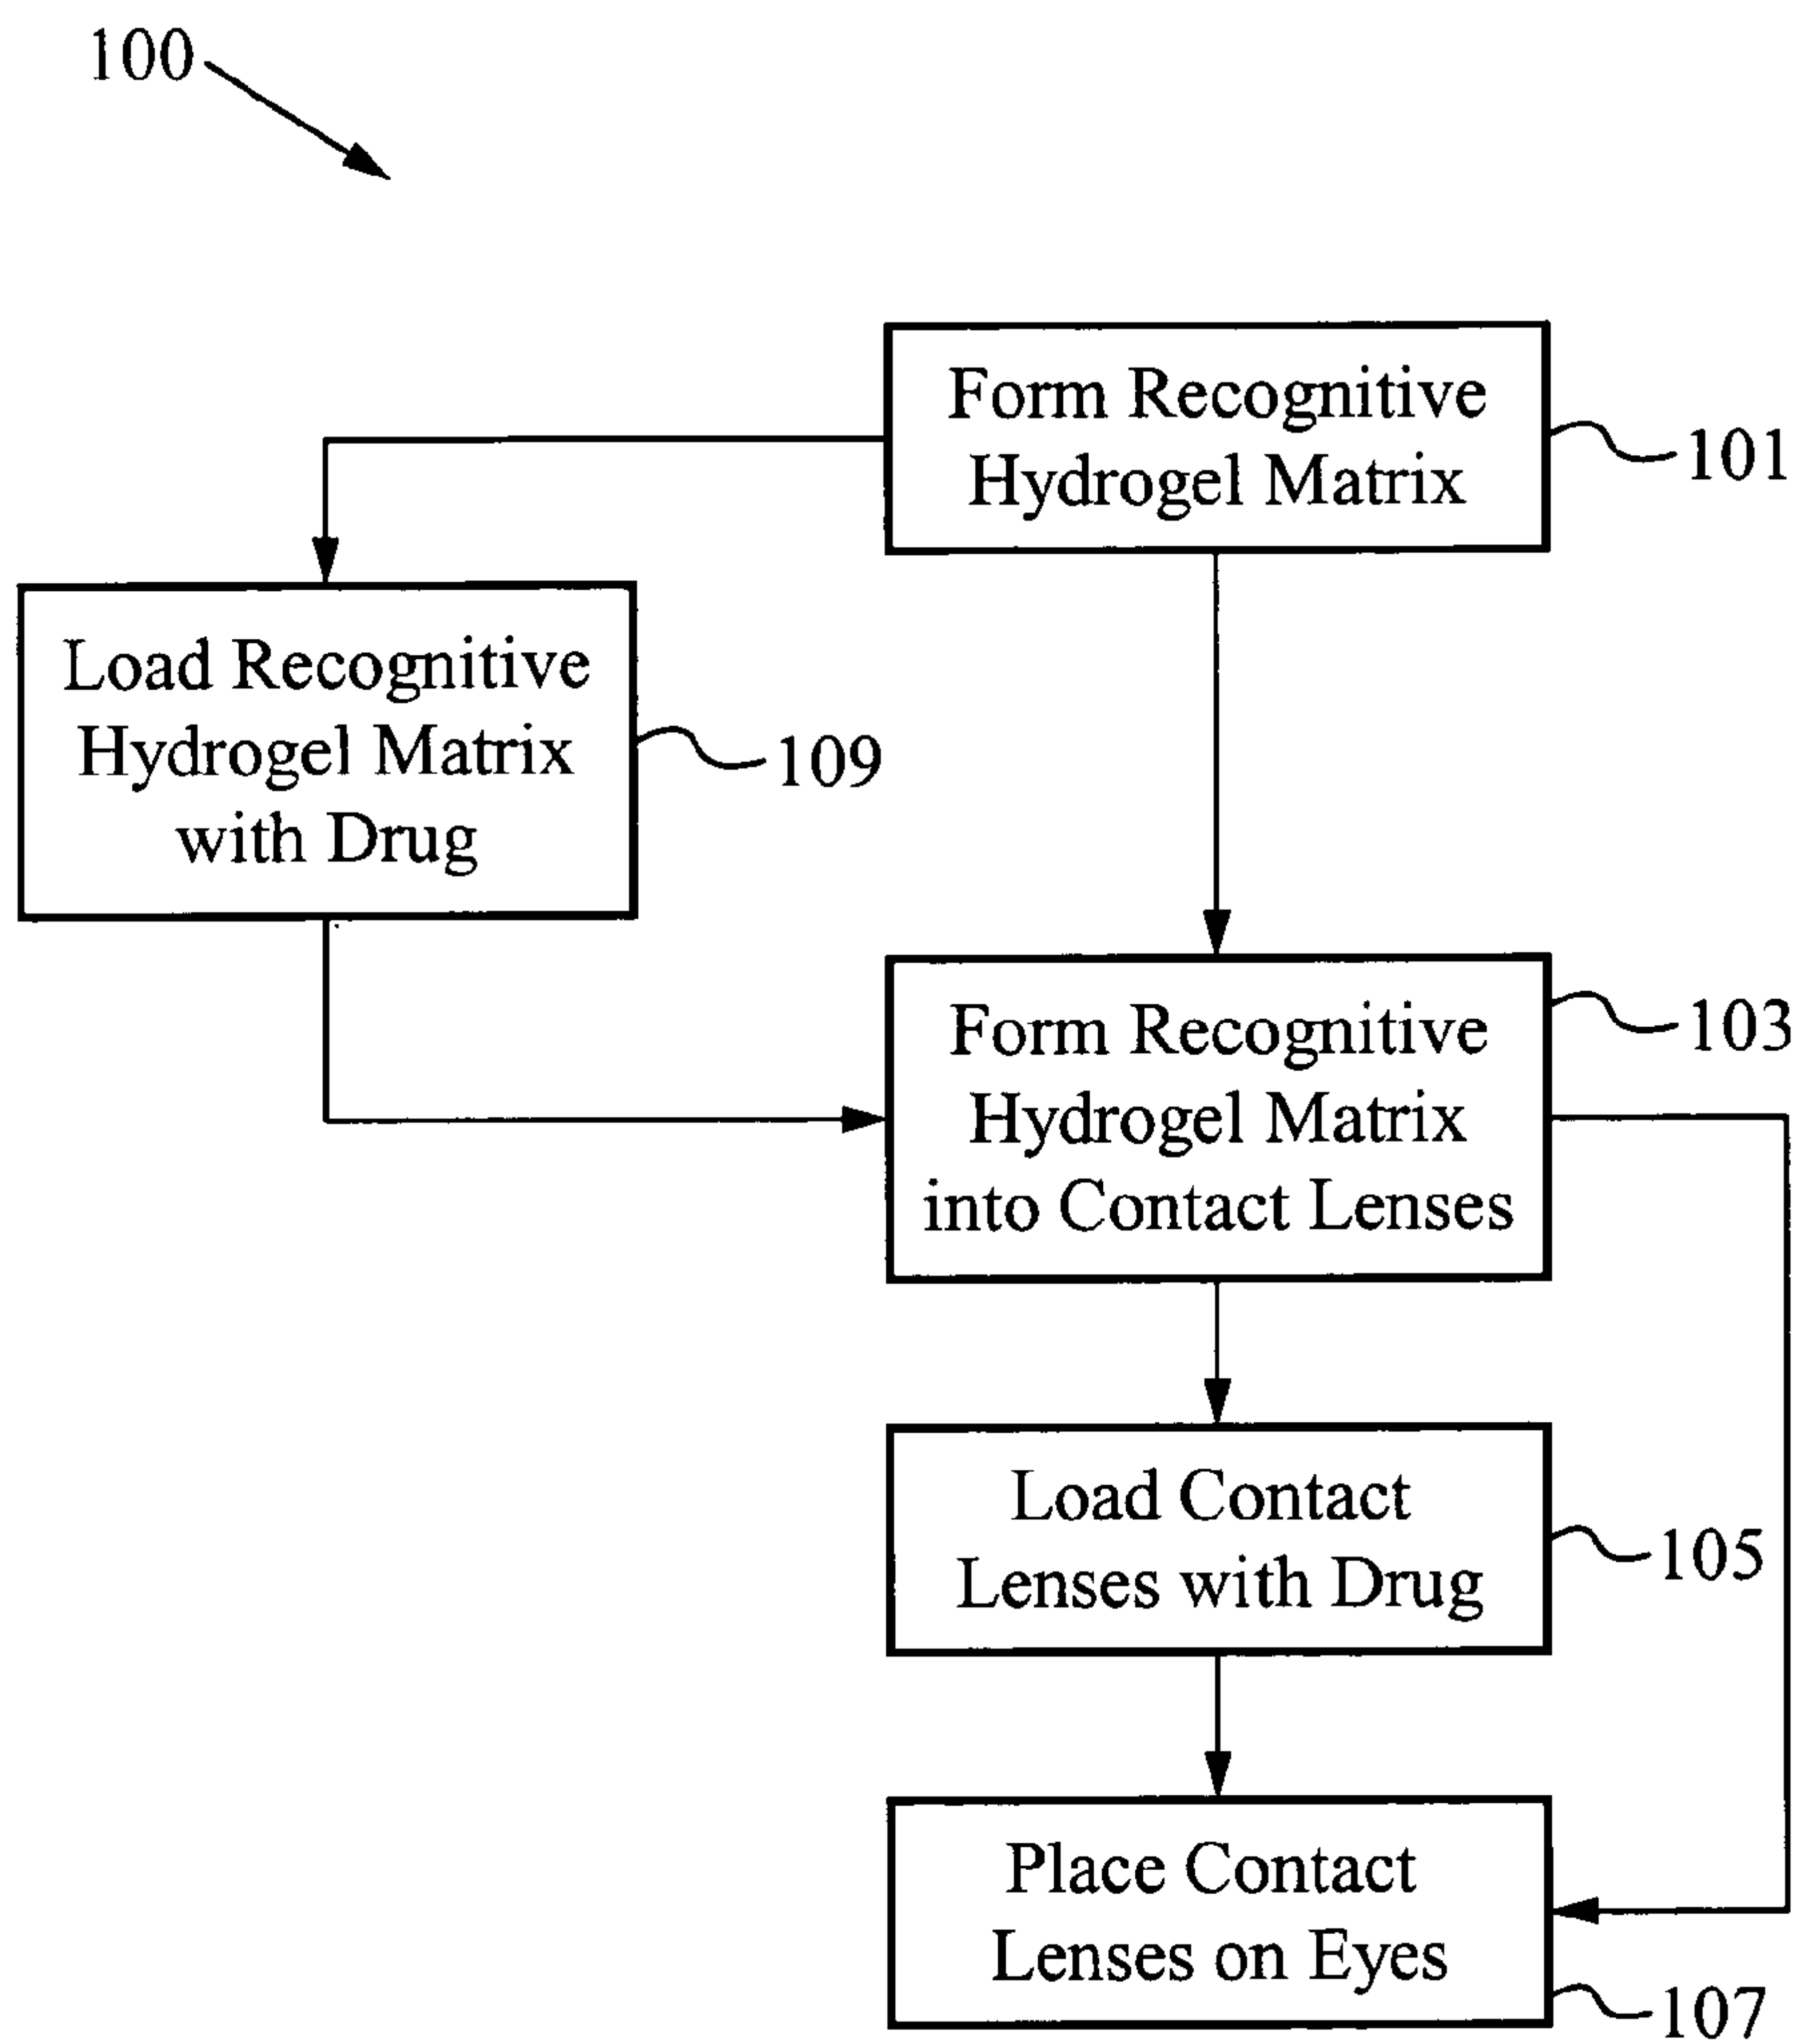 100
Form Recognitive
Hydrogel Matrix
101
Load Recognitive
Hydrogel Matrix
with Drug
109
Form Recognitive
Hydrogel Matrix
into Contact Lenses
103
Load Contact
Lenses with Drug
105
Place Contact
Lenses on Eyes
107